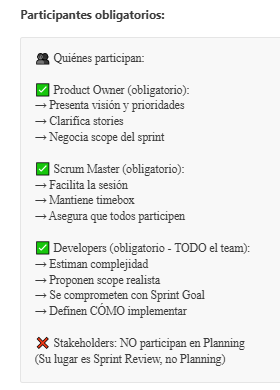 Participantes obligatorios:
👥 Quiénes participan:
✅ Product Owner (obligatorio):
→ Presenta visión y prioridades
→ Clarifica stories
→ Negocia scope del sprint
✅ Scrum Master (obligatorio):
→ Facilita la sesión
→ Mantiene timebox
→ Asegura que todos participen
✅ Developers (obligatorio - TODO el team):
→ Estiman complejidad
→ Proponen scope realista
→ Se comprometen con Sprint Goal
→ Definen CÓMO implementar
❌ Stakeholders: NO participan en Planning
(Su lugar es Sprint Review, no Planning)